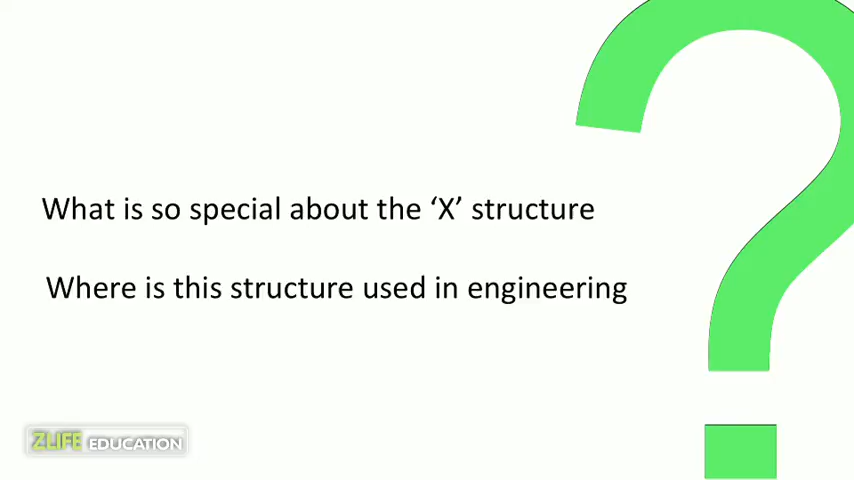 What is so special about the ‘X’ structure
Where is this structure used in engineering
ZLIFE EDUCATION